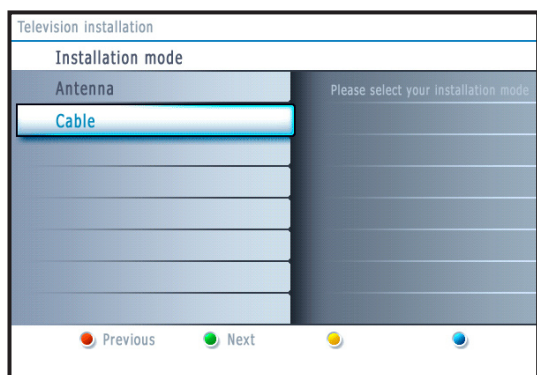 Television installation
Installation mode
Antenna
Please select your installation mode
Cable
Previous Next